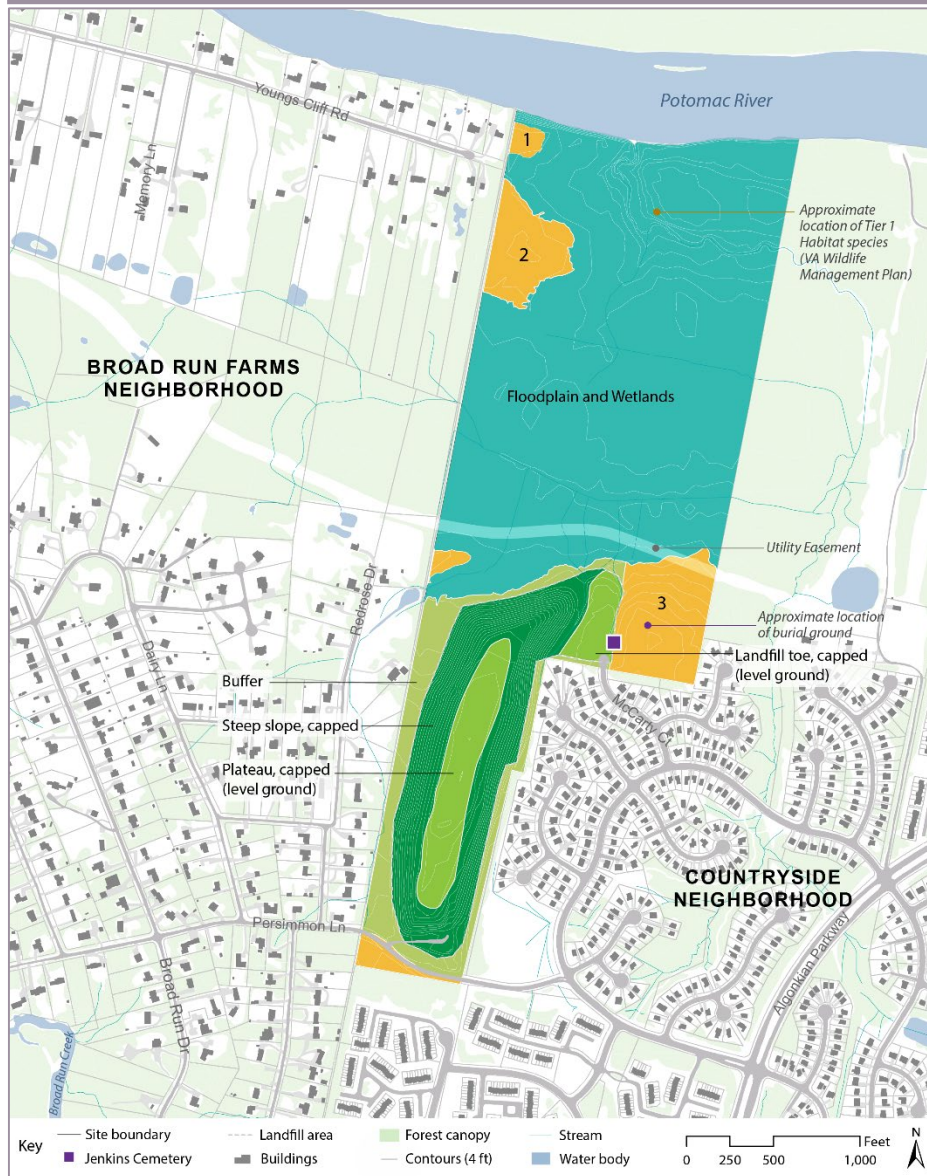 Potomac River
Youngs Cliff Rd
Memory Ln
1
2
Approximate
location of Tier 1
Habitat species
(VA Wildlife
Management Plan)
BROAD RUN FARMS
NEIGHBORHOOD
Floodplain and Wetlands
Utility Easement
Redrose Dr
3
Approximate location
of burial ground
Landfill toe, capped
(level ground)
Dairy Ln
Buffer
McCarty Ct
Steep slope, capped
Plateau, capped
(level ground)
COUNTRYSIDE
NEIGHBORHOOD
Persimmon Ln
Broad Run Dr
Algonkian Parkway
Broad Run Creek
Key
Site boundary
Landfill area
Forest canopy
Stream
Jenkins Cemetery
Buildings
Contours (4 ft)
Water body
Feet
0 250 500 1,000
N